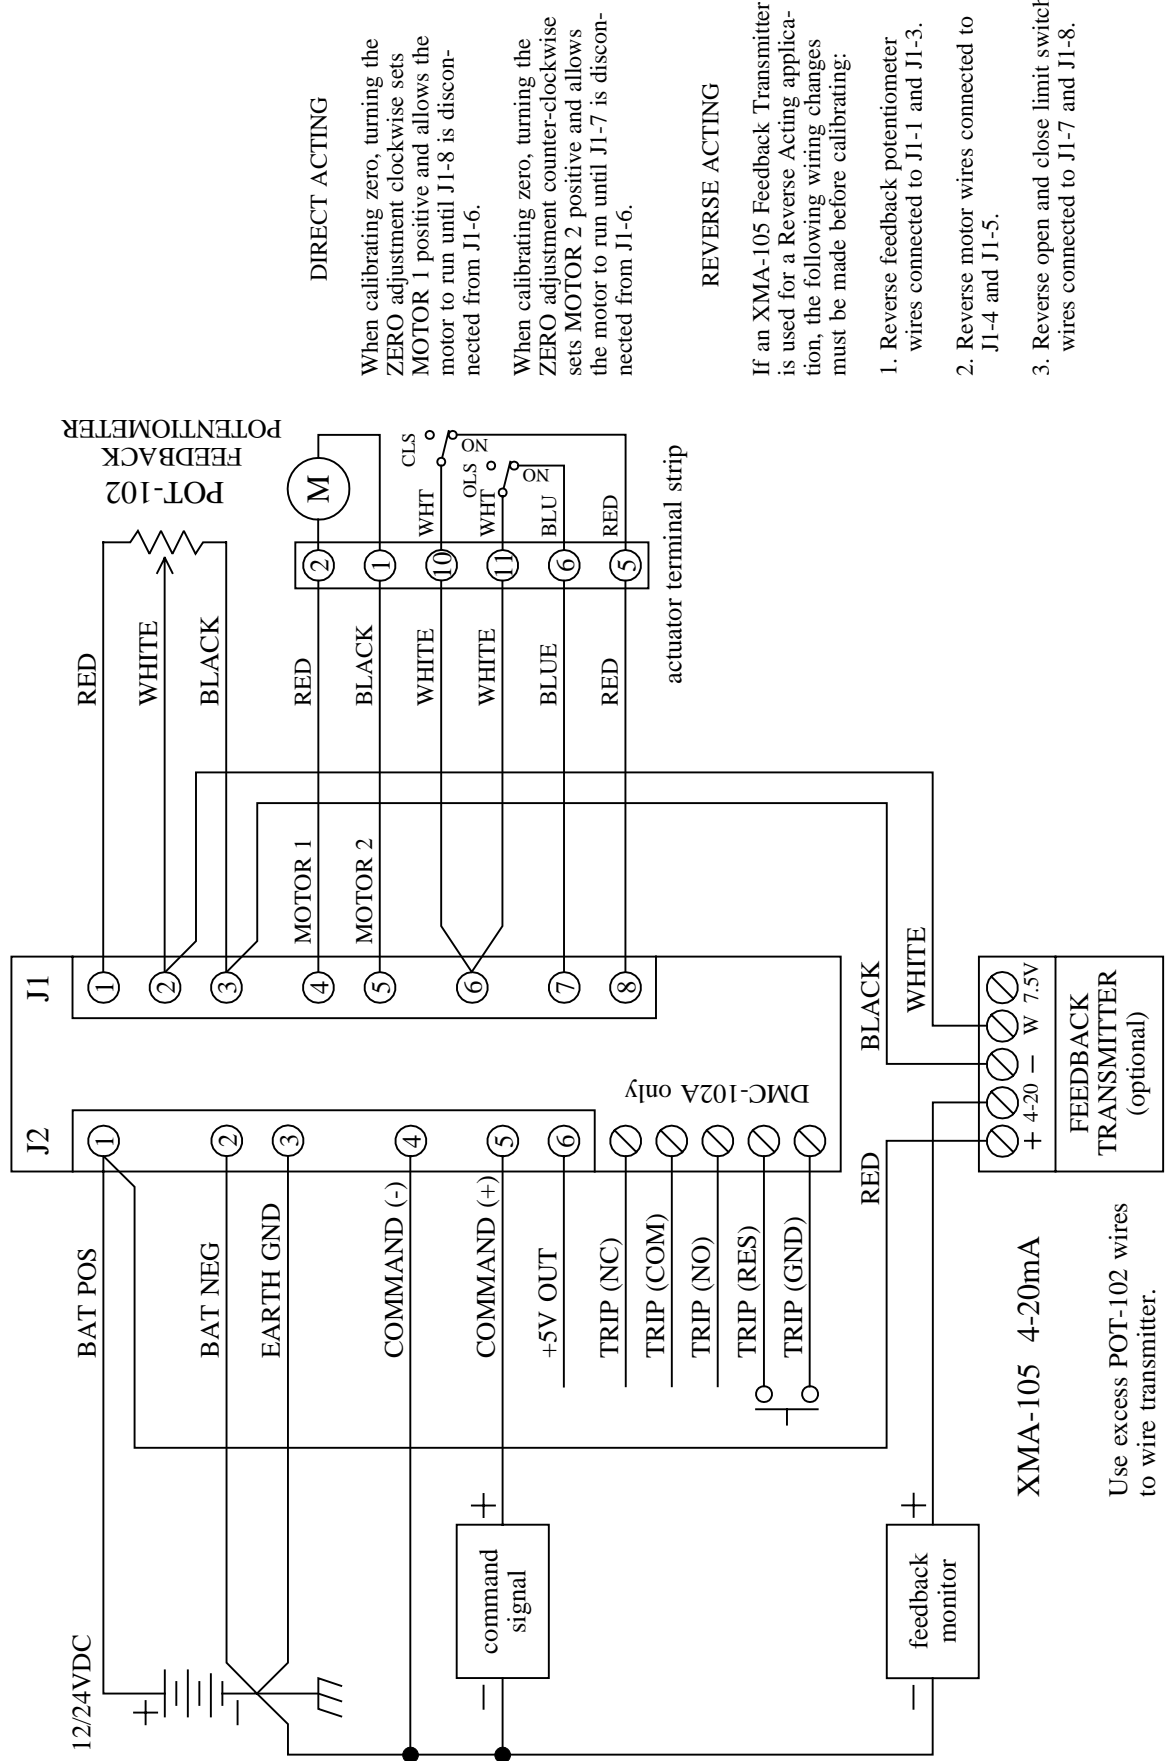 12/24VDC
+
−
BAT POS
BAT NEG
EARTH GND
COMMAND (-)
COMMAND (+)
+5V OUT
TRIP (NC)
TRIP (COM)
TRIP (NO)
TRIP (RES)
TRIP (GND)
+
−
command
signal
+
−
feedback
monitor
J2
1
2
3
4
5
6
DMC-102A only
J1
1
2
3
4
5
6
7
8
RED
WHITE
BLACK
POT-102
FEEDBACK
POTENTIOMETER
MOTOR 1
MOTOR 2
RED
BLACK
WHITE
WHITE
BLUE
RED
2
1
10
11
6
5
M
WHT
WHT
BLU
RED
CLS
NO
OLS
NO
actuator terminal strip
RED
BLACK
WHITE
+ 4-20 − W 7.5V
FEEDBACK
TRANSMITTER
(optional)
XMA-105 4-20mA
Use excess POT-102 wires
to wire transmitter.
DIRECT ACTING
When calibrating zero, turning the
ZERO adjustment clockwise sets
MOTOR 1 positive and allows the
motor to run until J1-8 is discon-
nected from J1-6.
When calibrating zero, turning the
ZERO adjustment counter-clockwise
sets MOTOR 2 positive and allows
the motor to run until J1-7 is discon-
nected from J1-6.
REVERSE ACTING
If an XMA-105 Feedback Transmitter
is used for a Reverse Acting applica-
tion, the following wiring changes
must be made before calibrating:
1. Reverse feedback potentiometer
wires connected to J1-1 and J1-3.
2. Reverse motor wires connected to
J1-4 and J1-5.
3. Reverse open and close limit switch
wires connected to J1-7 and J1-8.